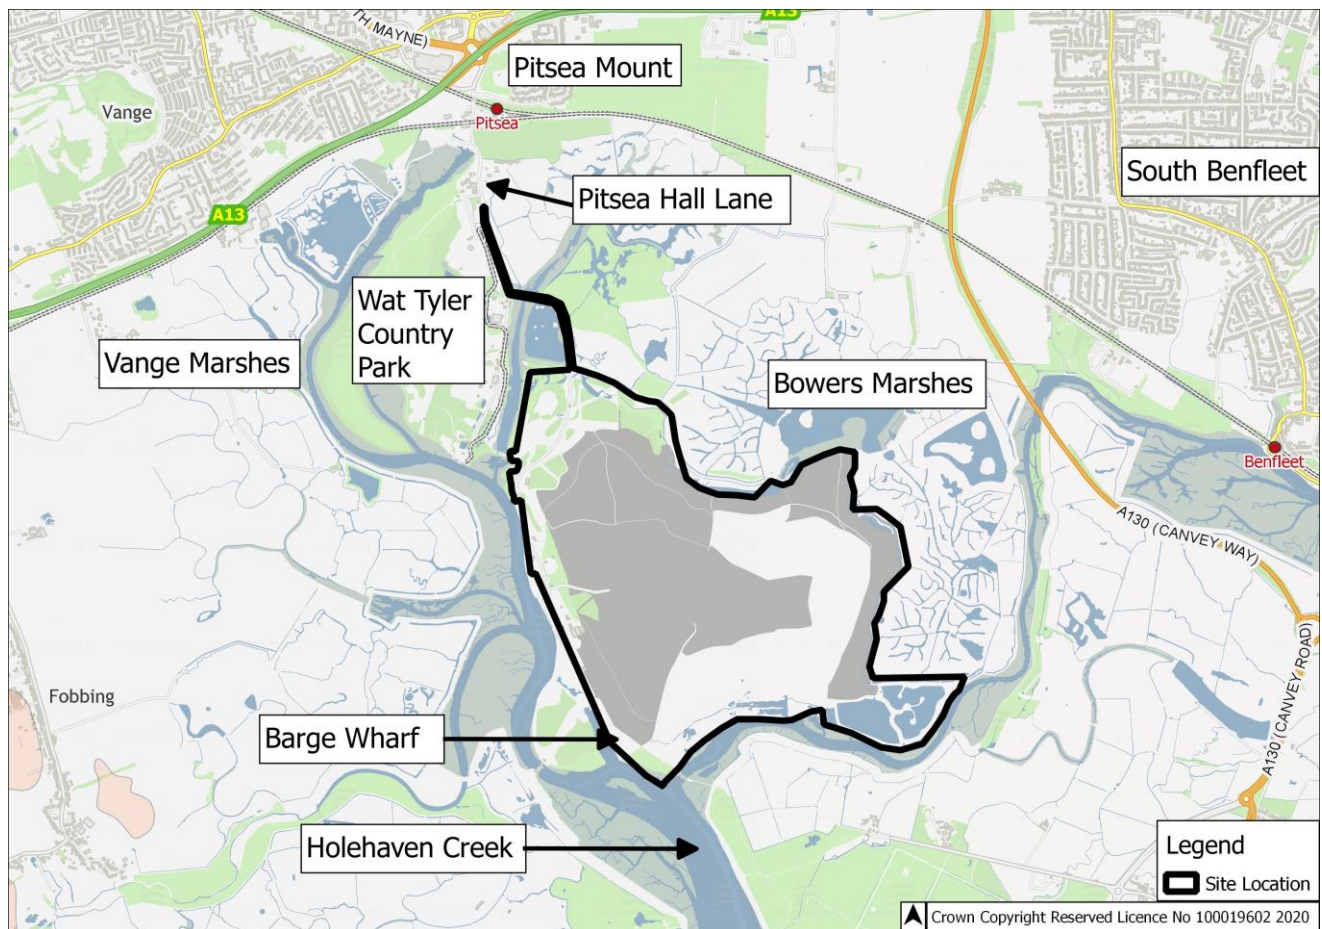 TH MAYNE)
A13
Pitsea Mount
Vange
Pitsea
South Benfleet
Pitsea Hall Lane
A13
Wat Tyler
Country
Park
Vange Marshes
Bowers Marshes
Benfleet
A130 (CANVEY WAY)
Fobbing
A130 (CANVEY ROAD)
Barge Wharf
Holehaven Creek
Legend
Site Location
Crown Copyright Reserved Licence No 100019602 2020